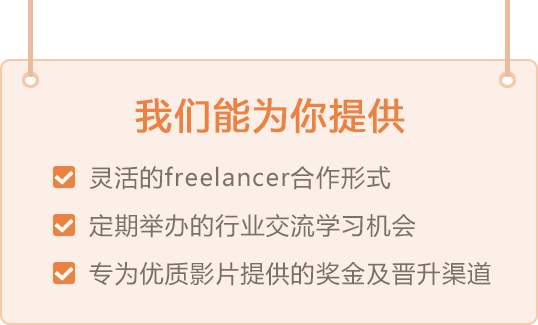 我们能为你提供
灵活的freelancer合作形式
定期举办的行业交流学习机会
专为优质影片提供的奖金及晋升渠道